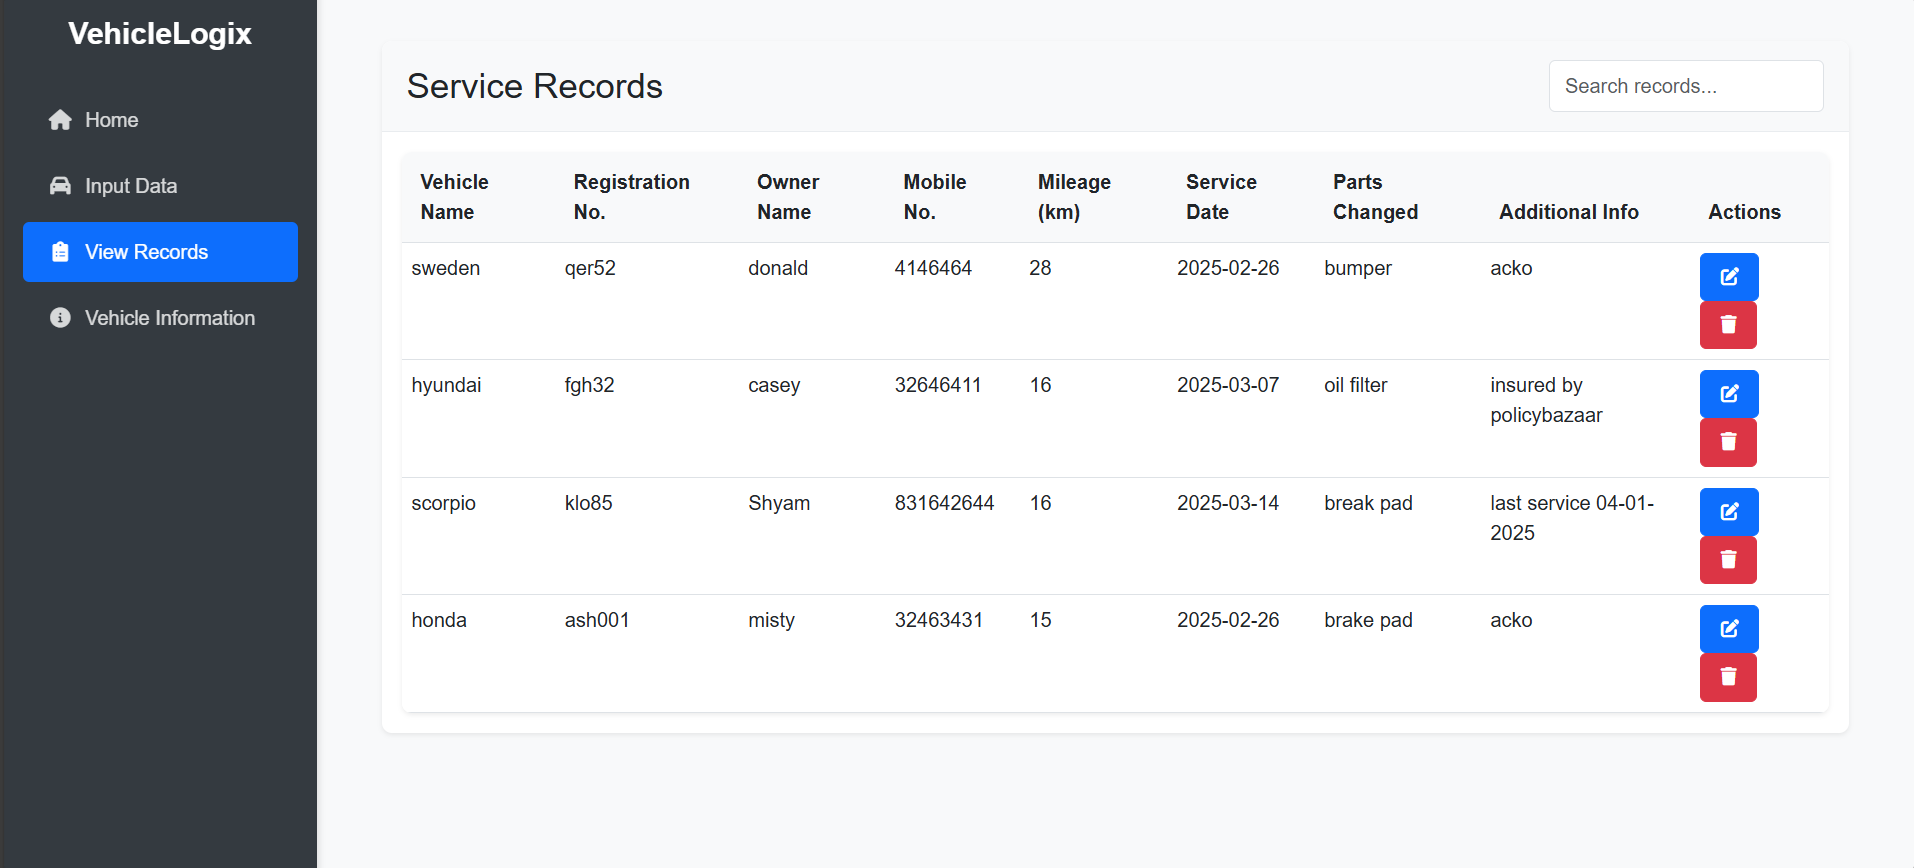 VehicleLogix
Home
Input Data
View Records
Vehicle Information
Service Records
Search records...
Vehicle Name Registration No. Owner Name Mobile No. Mileage (km) Service Date Parts Changed Additional Info Actions
sweden qer52 donald 4146464 28 2025-02-26 bumper acko
hyundai fgh32 casey 32646411 16 2025-03-07 oil filter insured by
policybazaar
scorpio klo85 Shyam 831642644 16 2025-03-14 break pad last service 04-01-
2025
honda ash001 misty 32463431 15 2025-02-26 brake pad acko